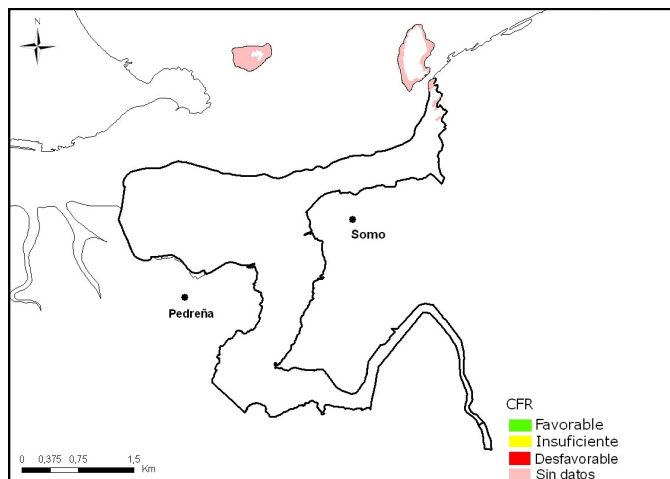 N
Somo
Pedreña
CFR
Favorable
Insuficiente
Desfavorable
Sin datos
0 0,375 0,75 1,5
Km